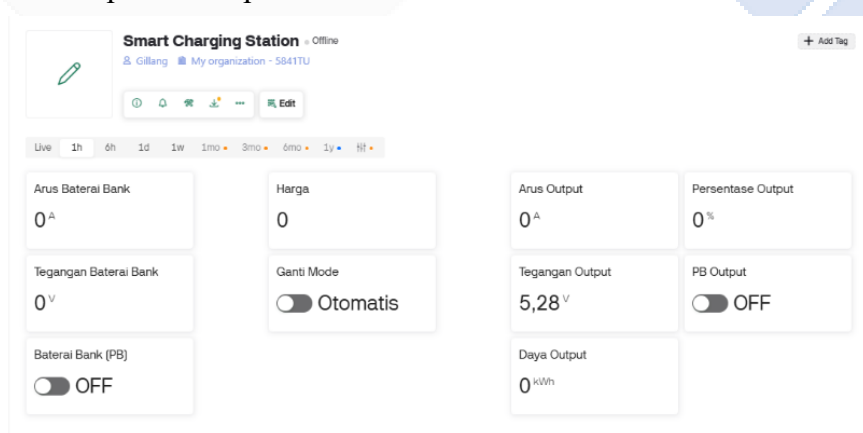 Smart Charging Station Offline
Gillang My organization - 5841TU
+ Add Tag
Edit
Live 1h 6h 1d 1w 1mo 3mo 6mo 1y
Arus Baterai Bank
0 A
Harga
0
Arus Output
0 A
Persentase Output
0 %
Tegangan Baterai Bank
0 V
Ganti Mode
Otomatis
Tegangan Output
5,28 V
PB Output
OFF
Baterai Bank (PB)
OFF
Daya Output
0 kWh